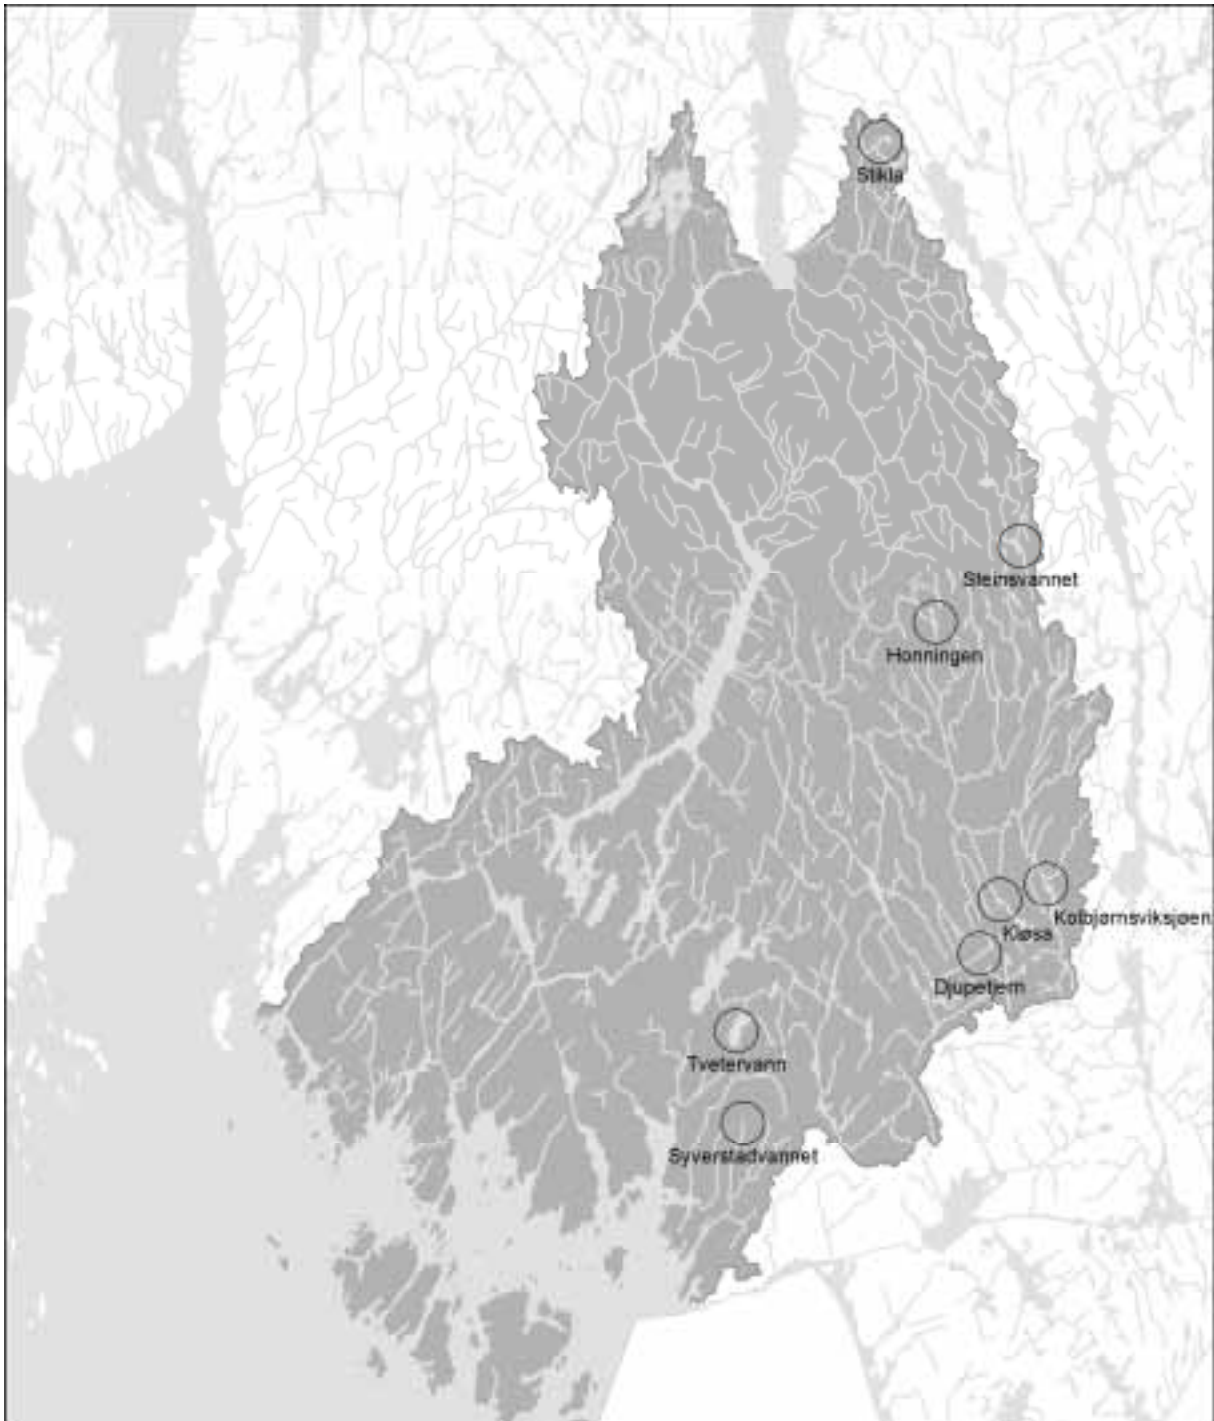 Stikla
Steinsvannet
Honningen
Kolbjørnsviksjøen
Kløsa
Djupetjern
Tvetervann
Syverstadvannet